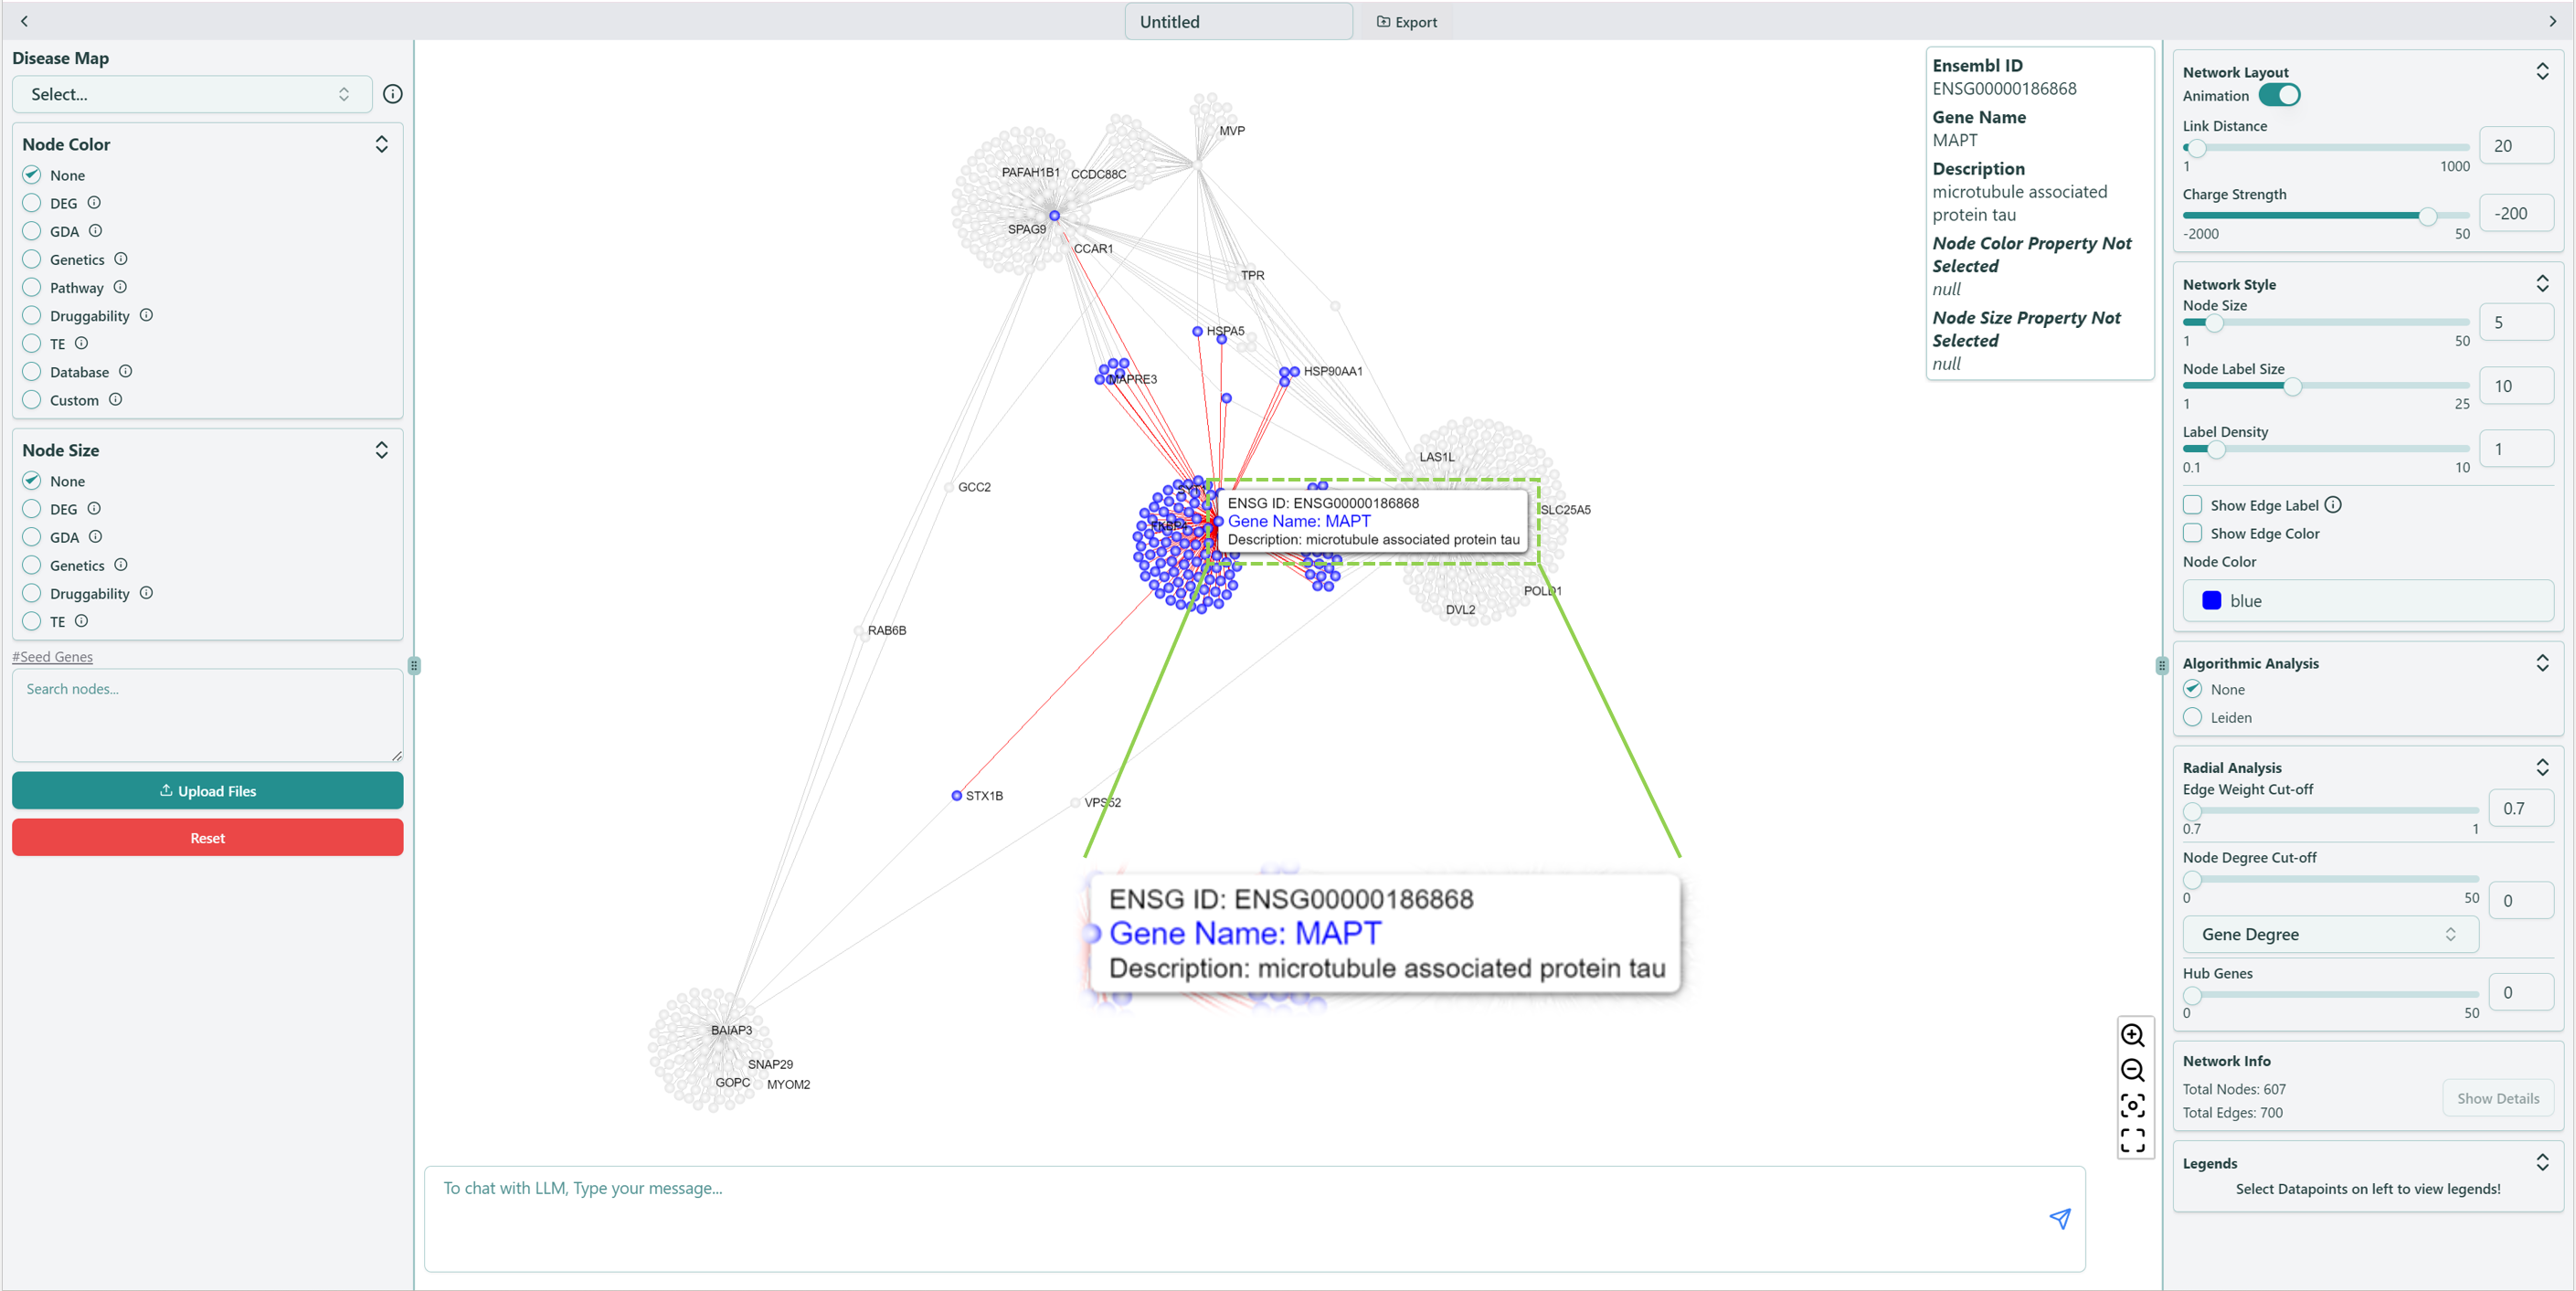 Untitled
Export
Disease Map
Select...
Node Color
None
DEG
GDA
Genetics
Pathway
Druggability
TE
Database
Custom
Node Size
None
DEG
GDA
Genetics
Druggability
TE
#Seed Genes
Search nodes...
Upload Files
Reset
MVP
PAFAH1B1
CCDC88C
SPAG9
CCAR1
TPR
HSPA5
MAPRE3
HSP90AA1
LAS1L
GCC2
SLC25A5
FKBP4
ENSG ID: ENSG00000186868
Gene Name: MAPT
Description: microtubule associated protein tau
POLD1
DVL2
RAB6B
STX1B
VPS52
ENSG ID: ENSG00000186868
Gene Name: MAPT
Description: microtubule associated protein tau
BAIAP3
SNAP29
GOPC
MYOM2
To chat with LLM, Type your message...
Ensembl ID
ENSG00000186868
Gene Name
MAPT
Description
microtubule associated
protein tau
Node Color Property Not
Selected
null
Node Size Property Not
Selected
null
Network Layout
Animation
Link Distance
20
1 1000
Charge Strength
-200
-2000 50
Network Style
Node Size
5
1 50
Node Label Size
10
1 25
Label Density
1
0.1 10
Show Edge Label
Show Edge Color
Node Color
blue
Algorithmic Analysis
None
Leiden
Radial Analysis
Edge Weight Cut-off
0.7
0.7 1
Node Degree Cut-off
0 50
0
Gene Degree
Hub Genes
0
0 50
Network Info
Total Nodes: 607
Total Edges: 700
Show Details
Legends
Select Datapoints on left to view legends!